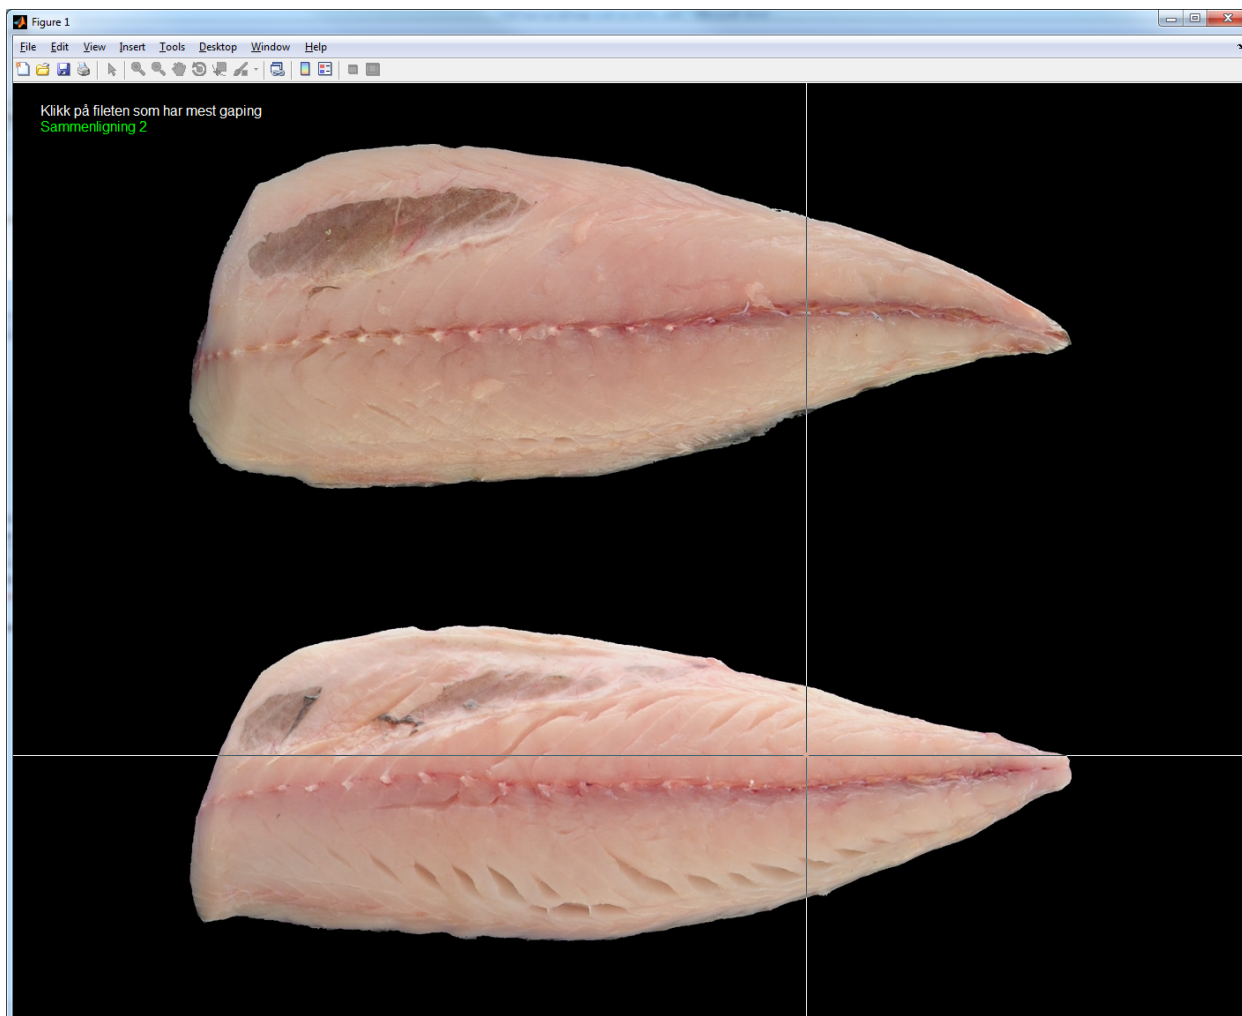 Figure 1
File Edit View Insert Tools Desktop Window Help
Klikk på fileten som har mest gaping
Sammenligning 2